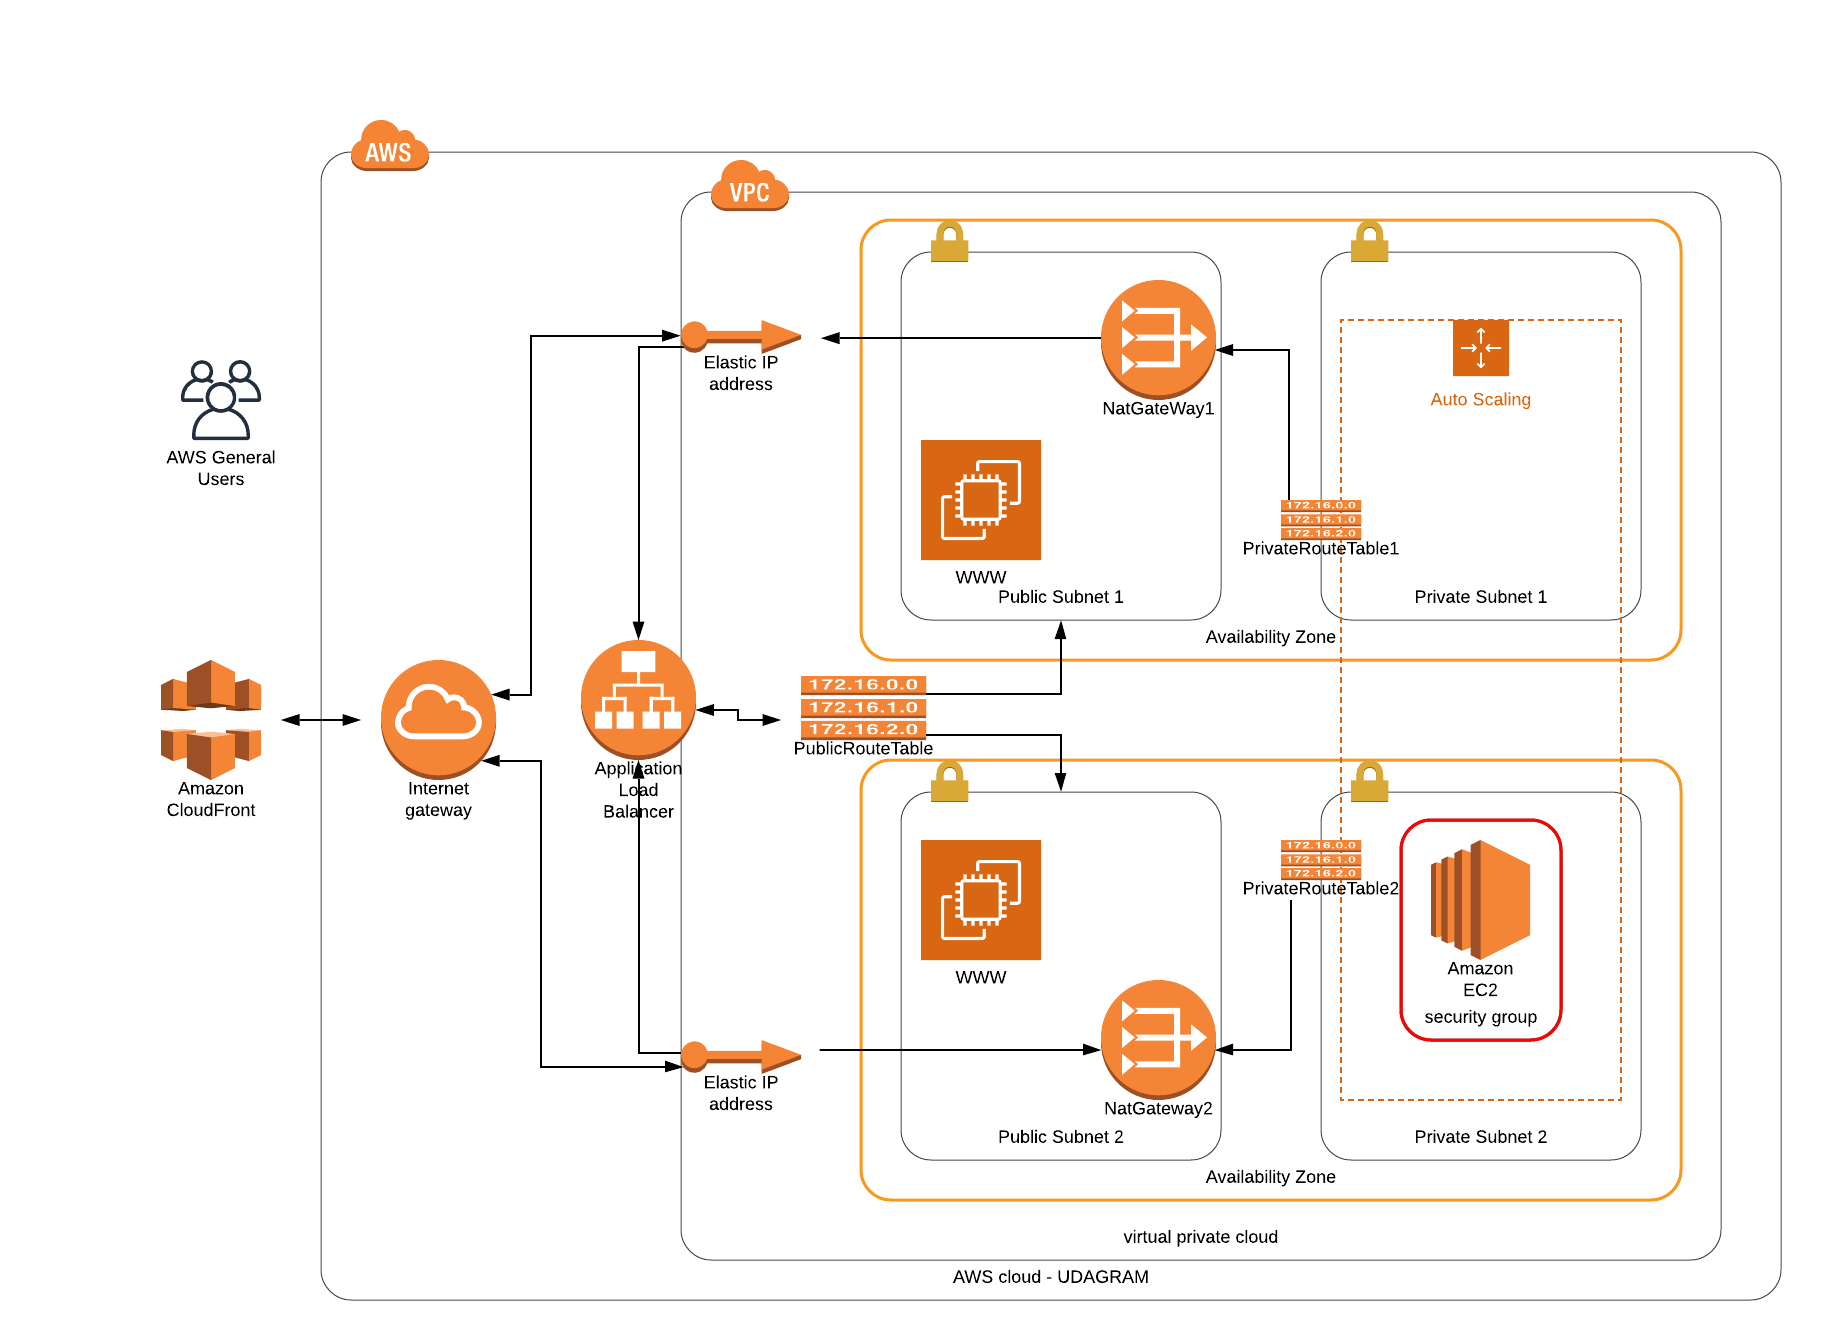 AWS
VPC
Elastic IP
address
NatGateWay1
Auto Scaling
AWS General
Users
172.16.0.0
172.16.1.0
172.16.2.0
PrivateRouteTable1
WWW
Public Subnet 1
Private Subnet 1
Availability Zone
172.16.0.0
172.16.1.0
172.16.2.0
PublicRouteTable
Application
Load
Balancer
Internet
gateway
Amazon
CloudFront
172.16.0.0
172.16.1.0
172.16.2.0
PrivateRouteTable2
Amazon
EC2
security group
WWW
Elastic IP
address
NatGateway2
Public Subnet 2
Private Subnet 2
Availability Zone
virtual private cloud
AWS cloud - UDAGRAM